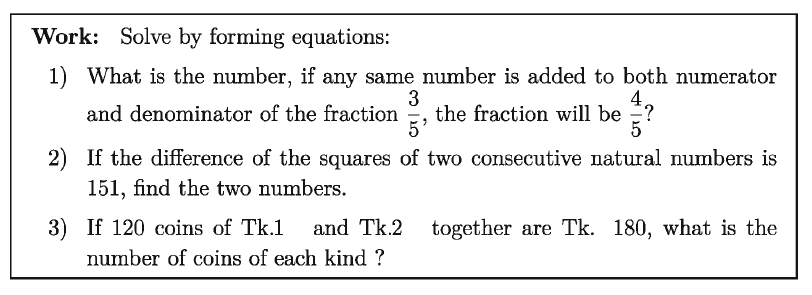 Work: Solve by forming equations:
1) What is the number, if any same number is added to both numerator
and denominator of the fraction 3/5, the fraction will be 4/5?
2) If the difference of the squares of two consecutive natural numbers is
151, find the two numbers.
3) If 120 coins of Tk.1 and Tk.2 together are Tk. 180, what is the
number of coins of each kind ?